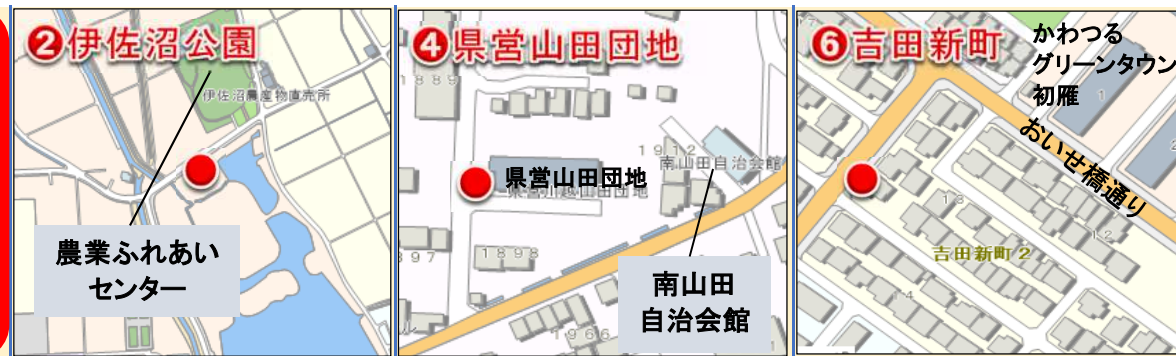 ❷伊佐沼公園
伊佐沼農産物直売所
農業ふれあい
センター
❹県営山田団地
1889
1912
南山田自治会館
県営山田団地
県営川越山田団地
897
1898
南山田
自治会館
1966
❻吉田新町
かわつる
グリーンタウン
初雁
おいせ橋通り
1
2
13
12
吉田新町2
14